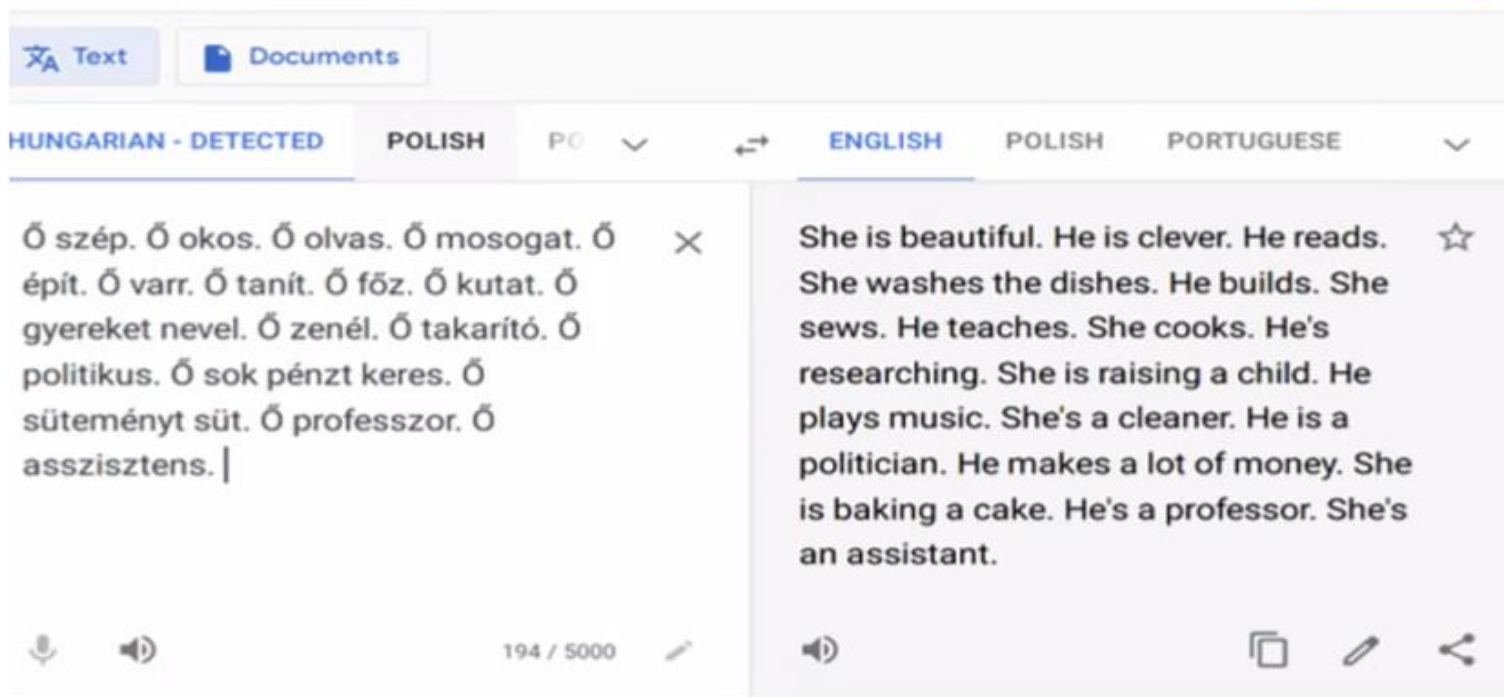 Text Documents
HUNGARIAN - DETECTED POLISH PO ENGLISH POLISH PORTUGUESE
Ő szép. Ő okos. Ő olvas. Ő mosogat. Ő
épít. Ő varr. Ő tanít. Ő főz. Ő kutat. Ő
gyereket nevel. Ő zenél. Ő takarító. Ő
politikus. Ő sok pénzt keres. Ő
süteményt süt. Ő professzor. Ő
asszisztens.
194 / 5000
She is beautiful. He is clever. He reads.
She washes the dishes. He builds. She
sews. He teaches. She cooks. He's
researching. She is raising a child. He
plays music. She's a cleaner. He is a
politician. He makes a lot of money. She
is baking a cake. He's a professor. She's
an assistant.